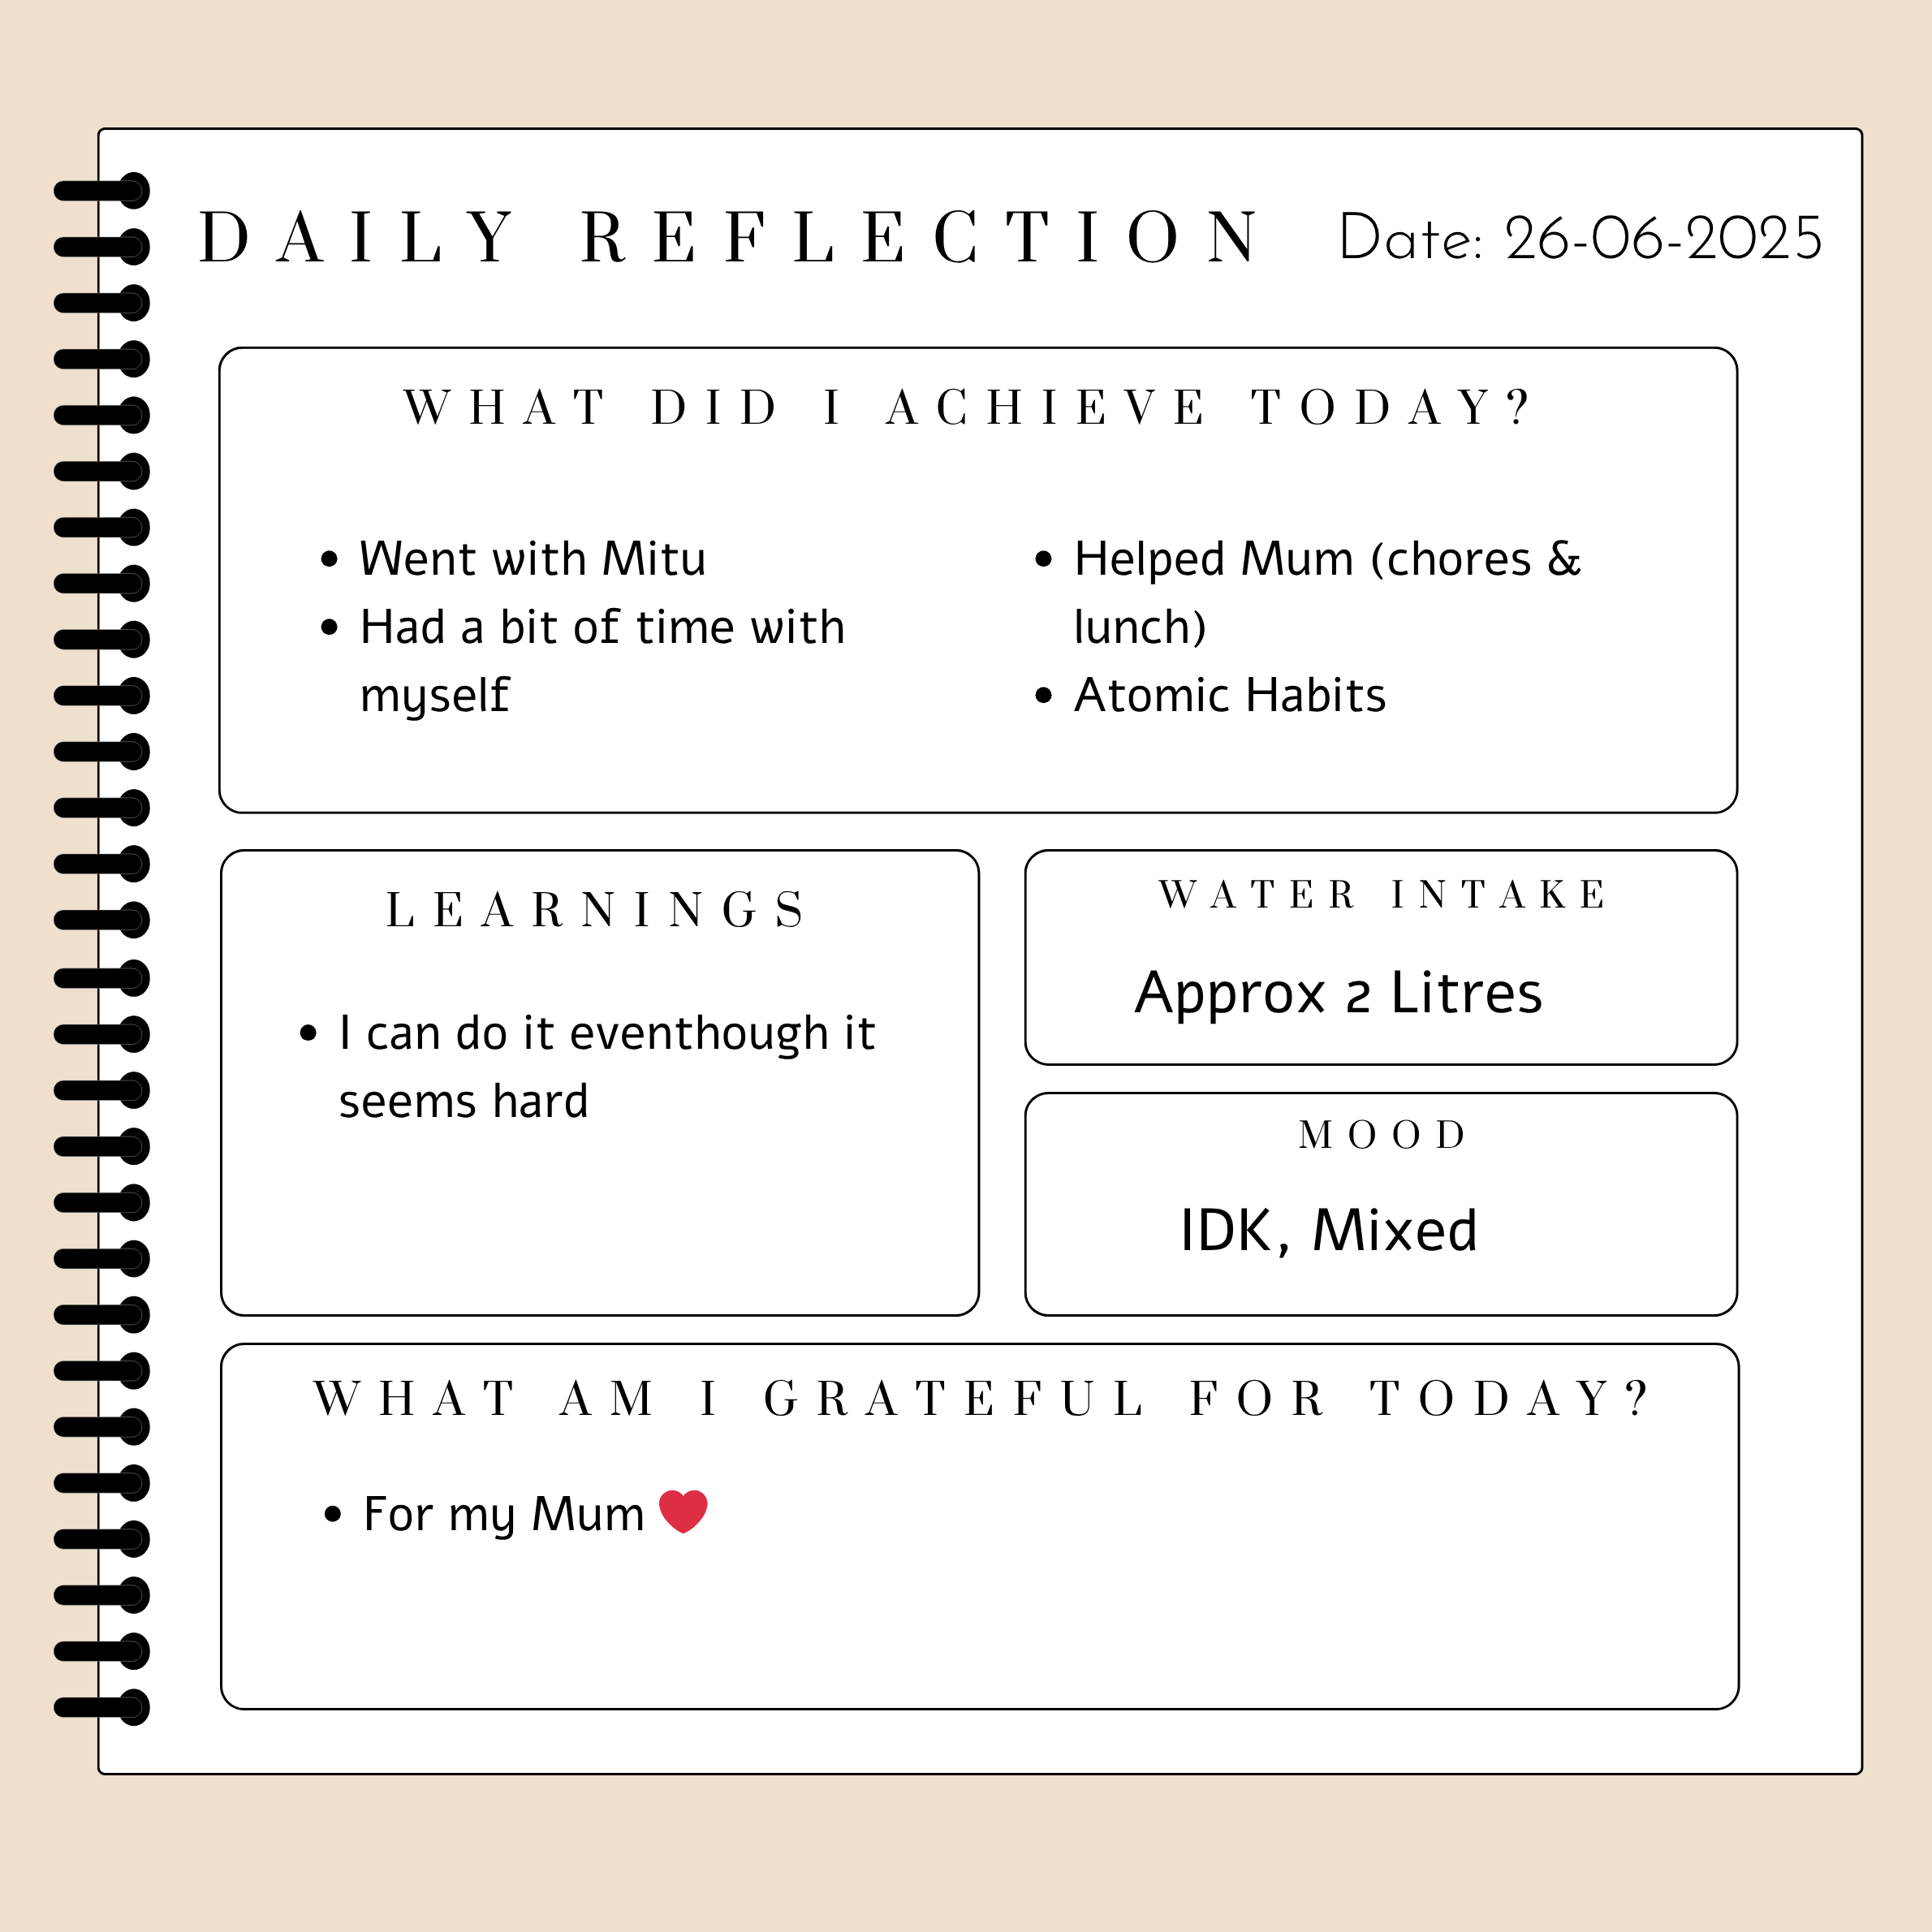 DAILY REFLECTION Date: 26-06-2025
WHAT DID I ACHIEVE TODAY?
• Went with Mitu
• Had a bit of time with
myself
• Helped Mum (chores &
lunch)
• Atomic Habits
LEARNINGS
• I can do it eventhough it
seems hard
WATER INTAKE
Approx 2 Litres
MOOD
IDK, Mixed
WHAT AM I GRATEFUL FOR TODAY?
• For my Mum ❤️